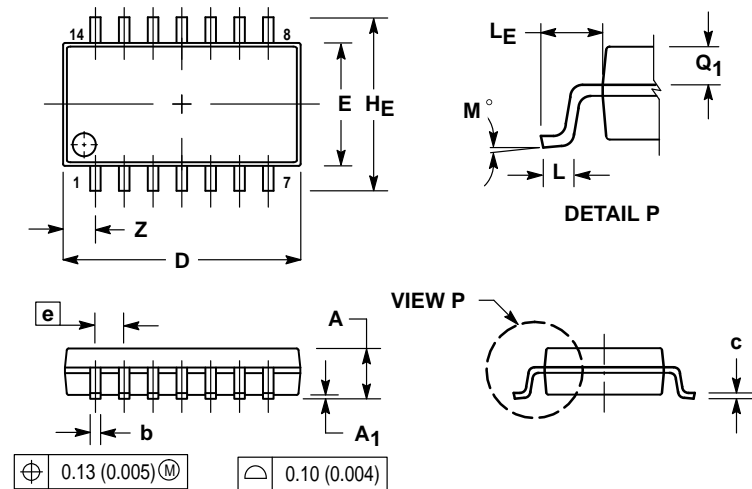 14
8
1
7
E
HE
Z
D
LE
Q1
M°
L
DETAIL P
e
A
b
A1
0.13 (0.005) Ⓜ
0.10 (0.004)
VIEW P
c